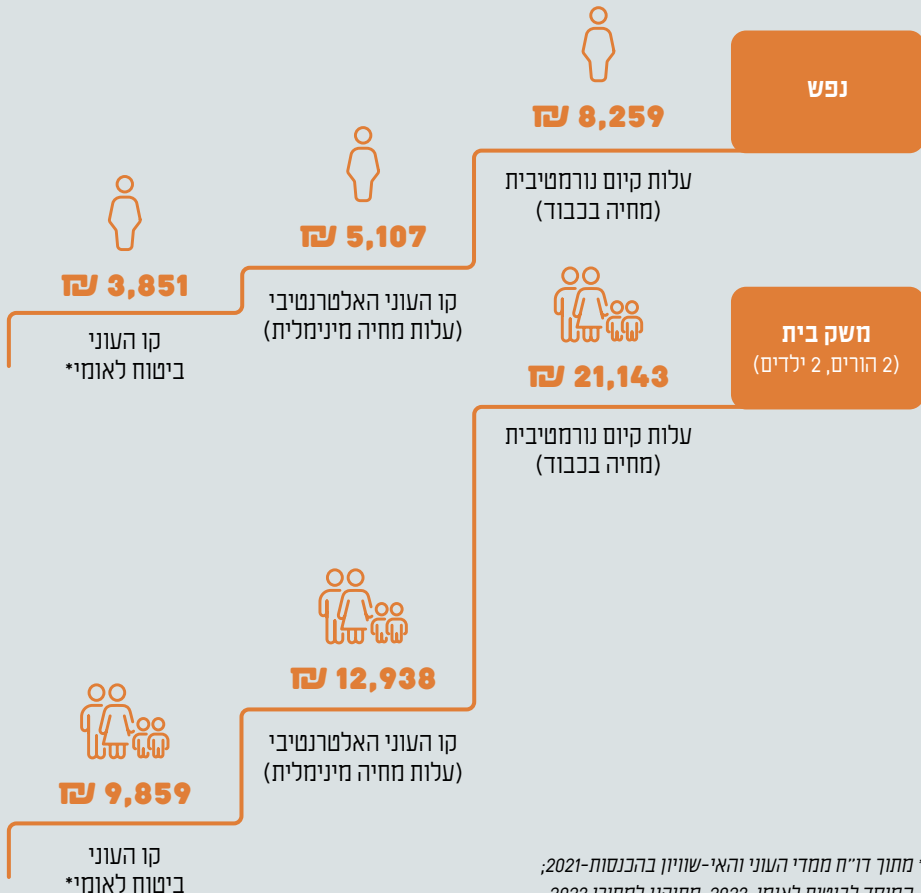 נפש
8,259 ₪
עלות קיום נורמטיבית
(מחיה בכבוד)
5,107 ₪
קו העוני האלטרנטיבי
(עלות מחיה מינימלית)
3,851 ₪
קו העוני
ביטוח לאומי*
משק בית
(2 הורים, 2 ילדים)
21,143 ₪
עלות קיום נורמטיבית
(מחיה בכבוד)
12,938 ₪
קו העוני האלטרנטיבי
(עלות מחיה מינימלית)
9,859 ₪
קו העוני
ביטוח לאומי*
* מתוך דו"ח ממדי העוני והאי-שוויון בהכנסות-2021;